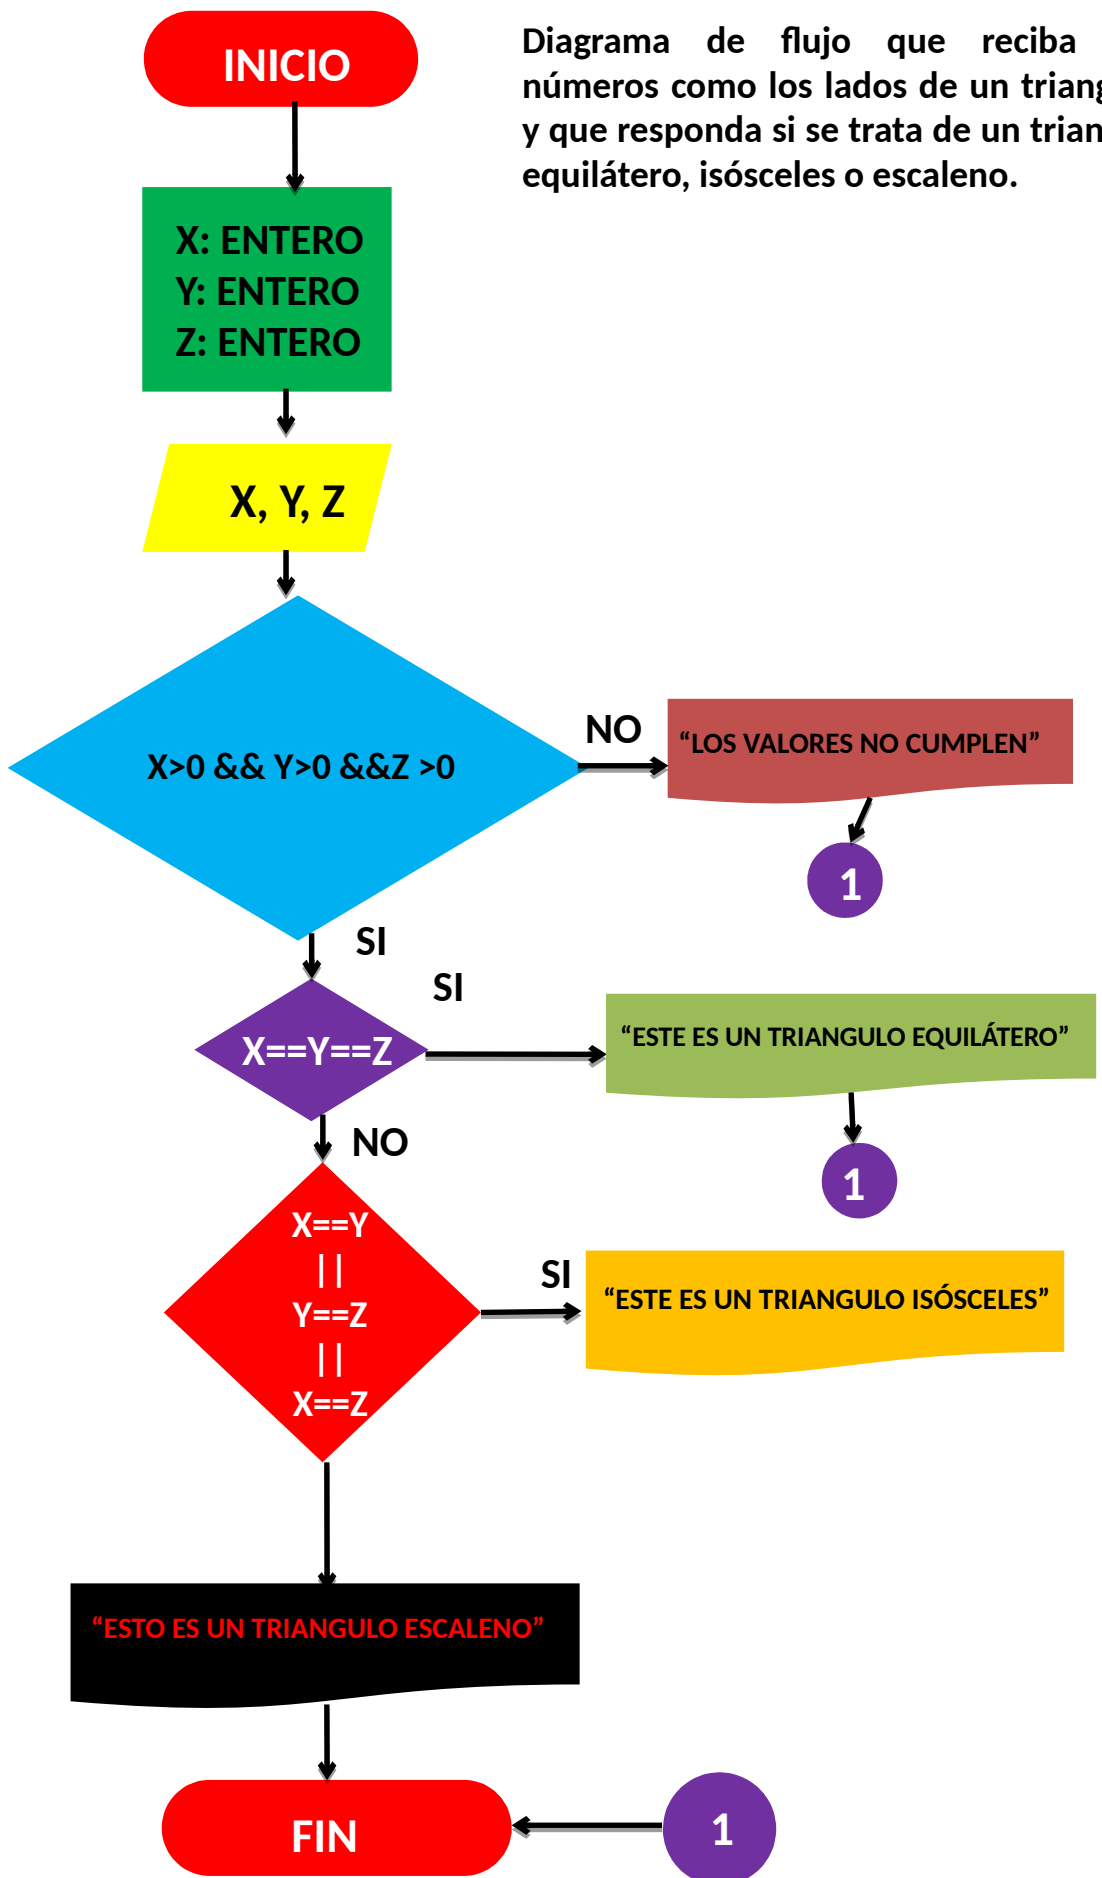 INICIO
Diagrama de flujo que reciba
números como los lados de un triang
y que responda si se trata de un trian
equilátero, isósceles o escaleno.
X: ENTERO
Y: ENTERO
Z: ENTERO
X, Y, Z
X>0 && Y>0 &&Z >0
NO
“LOS VALORES NO CUMPLEN”
1
SI
SI
X==Y==Z
“ESTE ES UN TRIANGULO EQUILÁTERO”
1
NO
X==Y
||
Y==Z
||
X==Z
SI
“ESTE ES UN TRIANGULO ISÓSCELES”
“ESTO ES UN TRIANGULO ESCALENO”
FIN
1